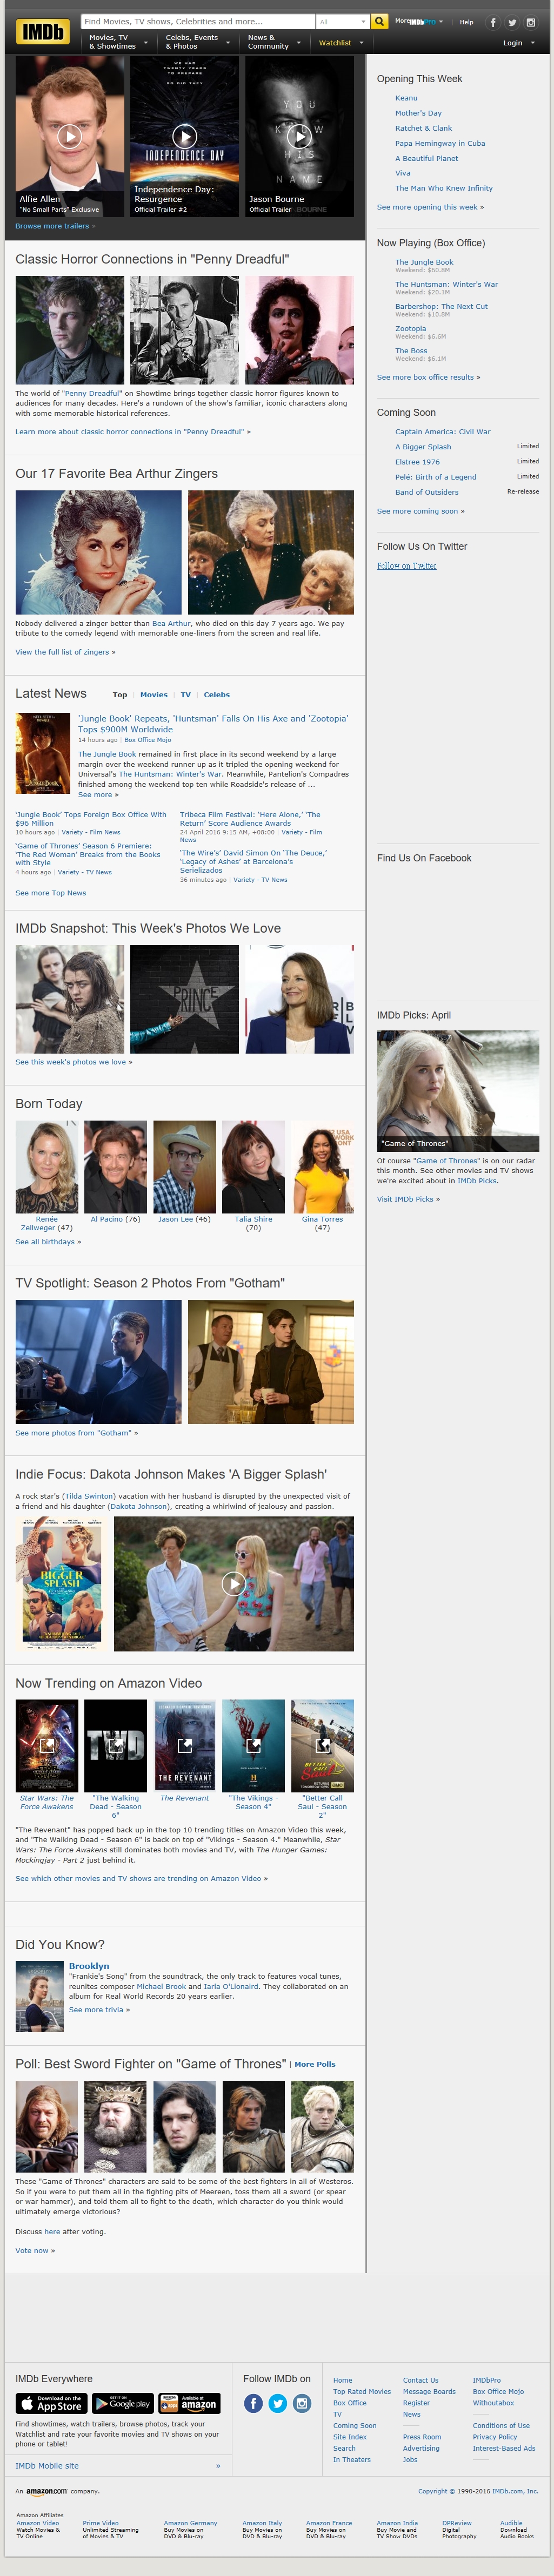 IMDb
Find Movies, TV shows, Celebrities and more...
All
More
IMDbPro
Help
Movies, TV
& Showtimes
Celebs, Events
& Photos
News &
Community
Watchlist
Login
Alfie Allen
"No Small Parts" Exclusive
WE HAD
TWENTY YEARS
TO PREPARE
SO DID THEY
INDEPENDENCE DAY
Independence Day:
Resurgence
Official Trailer #2
YOU
KNOW
HIS
NAME
Jason Bourne
Official Trailer
BOURNE
Browse more trailers »
Classic Horror Connections in "Penny Dreadful"
The world of "Penny Dreadful" on Showtime brings together classic horror figures known to
audiences for many decades. Here's a rundown of the show's familiar, iconic characters along
with some memorable historical references.
Learn more about classic horror connections in "Penny Dreadful" »
Our 17 Favorite Bea Arthur Zingers
Nobody delivered a zinger better than Bea Arthur, who died on this day 7 years ago. We pay
tribute to the comedy legend with memorable one-liners from the screen and real life.
View the full list of zingers »
Latest News
Top | Movies | TV | Celebs
'Jungle Book' Repeats, 'Huntsman' Falls On His Axe and 'Zootopia'
Tops $900M Worldwide
14 hours ago | Box Office Mojo
The Jungle Book remained in first place in its second weekend by a large
margin over the weekend runner up as it tripled the opening weekend for
Universal's The Huntsman: Winter's War. Meanwhile, Pantelion's Compadres
finished among the weekend top ten while Roadside's release of ...
See more »
'Jungle Book' Tops Foreign Box Office With
$96 Million
10 hours ago | Variety - Film News
'Game of Thrones' Season 6 Premiere:
'The Red Woman' Breaks from the Books
with Style
4 hours ago | Variety - TV News
Tribeca Film Festival: 'Here Alone,' 'The
Return' Score Audience Awards
24 April 2016 9:15 AM, +08:00 | Variety - Film
News
'The Wire's' David Simon On 'The Deuce,'
'Legacy of Ashes' at Barcelona's
Serielizados
36 minutes ago | Variety - TV News
See more Top News
IMDb Snapshot: This Week's Photos We Love
PRINCE
See this week's photos we love »
Born Today
Renée
Zellweger (47)
Al Pacino (76)
Jason Lee (46)
Talia Shire
(70)
Gina Torres
(47)
See all birthdays »
TV Spotlight: Season 2 Photos From "Gotham"
See more photos from "Gotham" »
Indie Focus: Dakota Johnson Makes 'A Bigger Splash'
A rock star's (Tilda Swinton) vacation with her husband is disrupted by the unexpected visit of
a friend and his daughter (Dakota Johnson), creating a whirlwind of jealousy and passion.
A
BIGGER
SPLASH
Now Trending on Amazon Video
TWD
THE REVENANT
BETTER
CALL
Saul
AMC
Star Wars: The
Force Awakens
"The Walking
Dead - Season
6"
The Revenant
"The Vikings -
Season 4"
"Better Call
Saul - Season
2"
"The Revenant" has popped back up in the top 10 trending titles on Amazon Video this week,
and "The Walking Dead - Season 6" is back on top of "Vikings - Season 4." Meanwhile, Star
Wars: The Force Awakens still dominates both movies and TV, with The Hunger Games:
Mockingjay - Part 2 just behind it.
See which other movies and TV shows are trending on Amazon Video »
Did You Know?
Brooklyn
"Frankie's Song" from the soundtrack, the only track to features vocal tunes,
reunites composer Michael Brook and Iarla O'Lionaird. They collaborated on an
album for Real World Records 20 years earlier.
See more trivia »
Poll: Best Sword Fighter on "Game of Thrones" | More Polls
These "Game of Thrones" characters are said to be some of the best fighters in all of Westeros.
So if you were to put them all in the fighting pits of Meereen, toss them all a sword (or spear
or war hammer), and told them all to fight to the death, which character do you think would
ultimately emerge victorious?
Discuss here after voting.
Vote now »
Opening This Week
Keanu
Mother's Day
Ratchet & Clank
Papa Hemingway in Cuba
A Beautiful Planet
Viva
The Man Who Knew Infinity
See more opening this week »
Now Playing (Box Office)
The Jungle Book
Weekend: $60.8M
The Huntsman: Winter's War
Weekend: $20.1M
Barbershop: The Next Cut
Weekend: $10.8M
Zootopia
Weekend: $6.6M
The Boss
Weekend: $6.1M
See more box office results »
Coming Soon
Captain America: Civil War
A Bigger Splash Limited
Elstree 1976 Limited
Pelé: Birth of a Legend Limited
Band of Outsiders Re-release
See more coming soon »
Follow Us On Twitter
Follow on Twitter
Find Us On Facebook
IMDb Picks: April
"Game of Thrones"
Of course "Game of Thrones" is on our radar
this month. See other movies and TV shows
we're excited about in IMDb Picks.
Visit IMDb Picks »
IMDb Everywhere
Download on the
App Store
GET IT ON
Google play
Available at
amazon
Find showtimes, watch trailers, browse photos, track your
Watchlist and rate your favorite movies and TV shows on your
phone or tablet!
IMDb Mobile site »
Follow IMDb on
Home
Top Rated Movies
Box Office
TV
Coming Soon
Site Index
Search
In Theaters
Contact Us
Message Boards
Register
News
Press Room
Advertising
Jobs
IMDbPro
Box Office Mojo
Withoutabox
Conditions of Use
Privacy Policy
Interest-Based Ads
An amazon.com company.
Copyright © 1990-2016 IMDb.com, Inc.
Amazon Affiliates
Amazon Video
Watch Movies &
TV Online
Prime Video
Unlimited Streaming
of Movies & TV
Amazon Germany
Buy Movies on
DVD & Blu-ray
Amazon Italy
Buy Movies on
DVD & Blu-ray
Amazon France
Buy Movies on
DVD & Blu-ray
Amazon India
Buy Movie and
TV Show DVDs
DPReview
Digital
Photography
Audible
Download
Audio Books